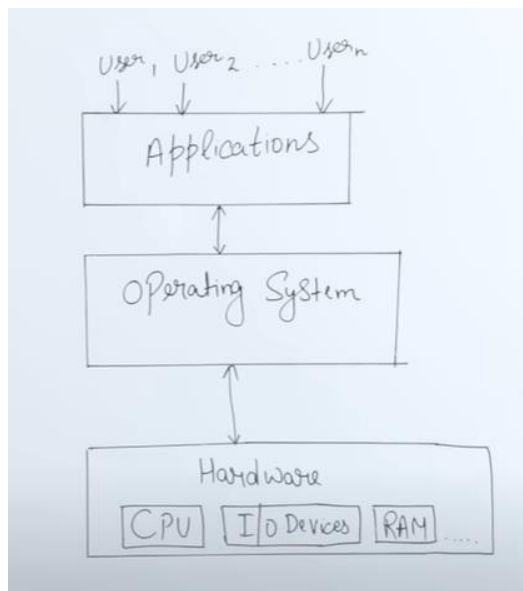 User1 User2 ..... Usern
Applications
Operating System
Hardware
CPU I/O Devices RAM .....